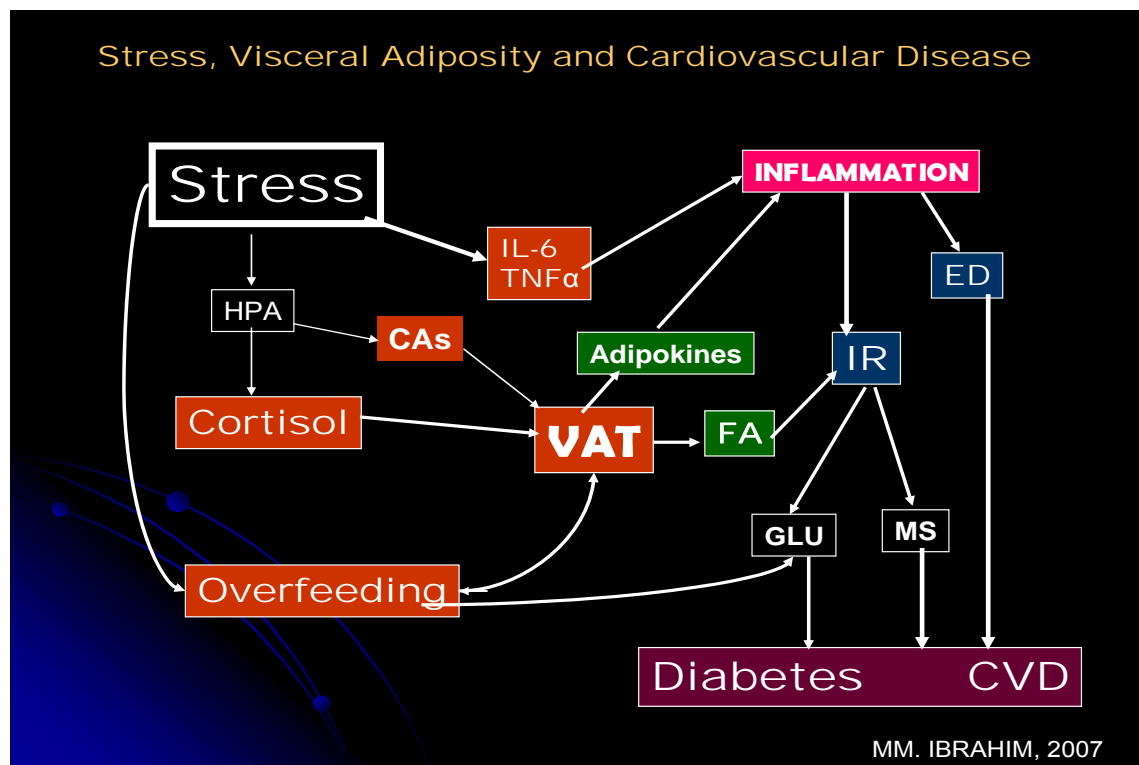 Stress, Visceral Adiposity and Cardiovascular Disease
Stress
INFLAMMATION
IL-6
TNFα
ED
HPA
CAs
Adipokines
IR
Cortisol
VAT
FA
GLU
MS
Overfeeding
Diabetes CVD
MM. IBRAHIM, 2007